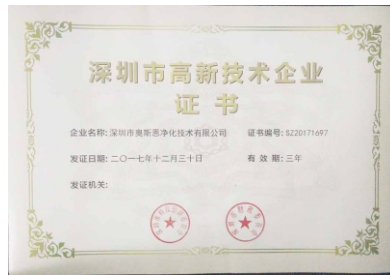 深圳市高新技术企业
证书
企业名称: 深圳市奥斯恩净化技术有限公司 证书编号: SZ20171697
发证日期: 二〇一七年十二月三十日 有效期: 三年
发证机关: